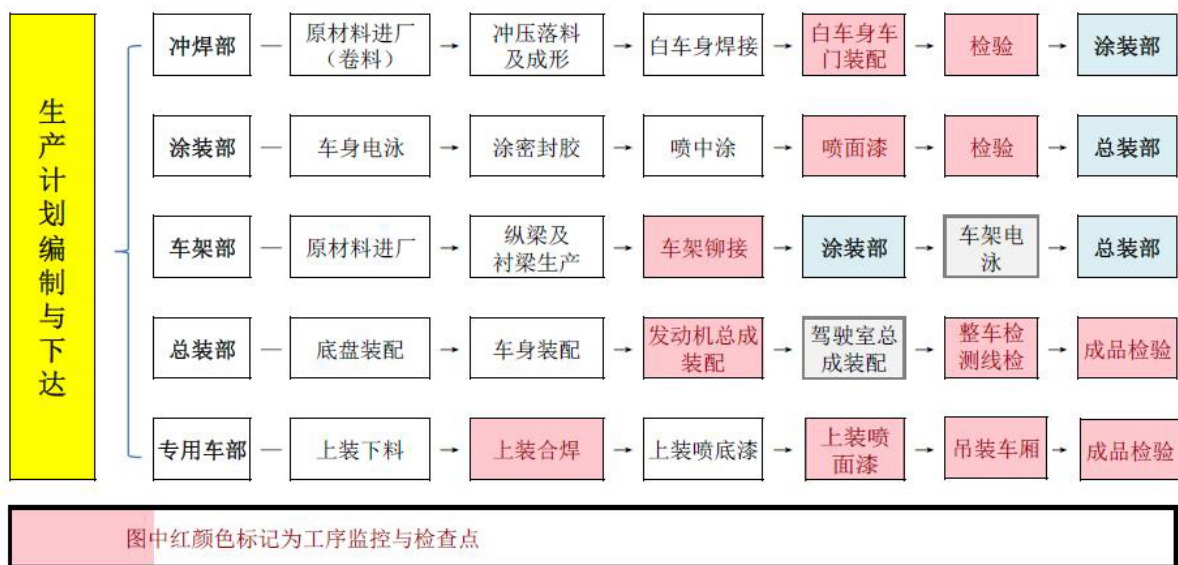 生产计划编制与下达
冲焊部
原材料进厂
（卷料）
冲压落料
及成形
白车身焊接
白车身车
门装配
检验
涂装部
涂装部
车身电泳
涂密封胶
喷中涂
喷面漆
检验
总装部
车架部
原材料进厂
纵梁及
衬梁生产
车架铆接
涂装部
车架电
泳
总装部
总装部
底盘装配
车身装配
发动机总成
装配
驾驶室总
成装配
整车检
测线检
成品检验
专用车部
上装下料
上装合焊
上装喷底漆
上装喷
面漆
吊装车厢
成品检验
图中红颜色标记为工序监控与检查点